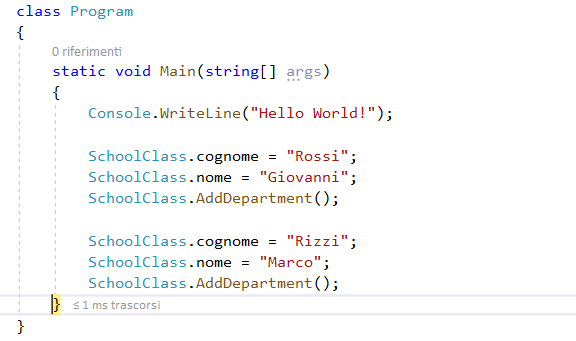 class Program
{
0 riferimenti
static void Main(string[] args)
{
Console.WriteLine("Hello World!");
SchoolClass.cognome = "Rossi";
SchoolClass.nome = "Giovanni";
SchoolClass.AddDepartment();
SchoolClass.cognome = "Rizzi";
SchoolClass.nome = "Marco";
SchoolClass.AddDepartment();
} ≤ 1 ms trascorsi
}